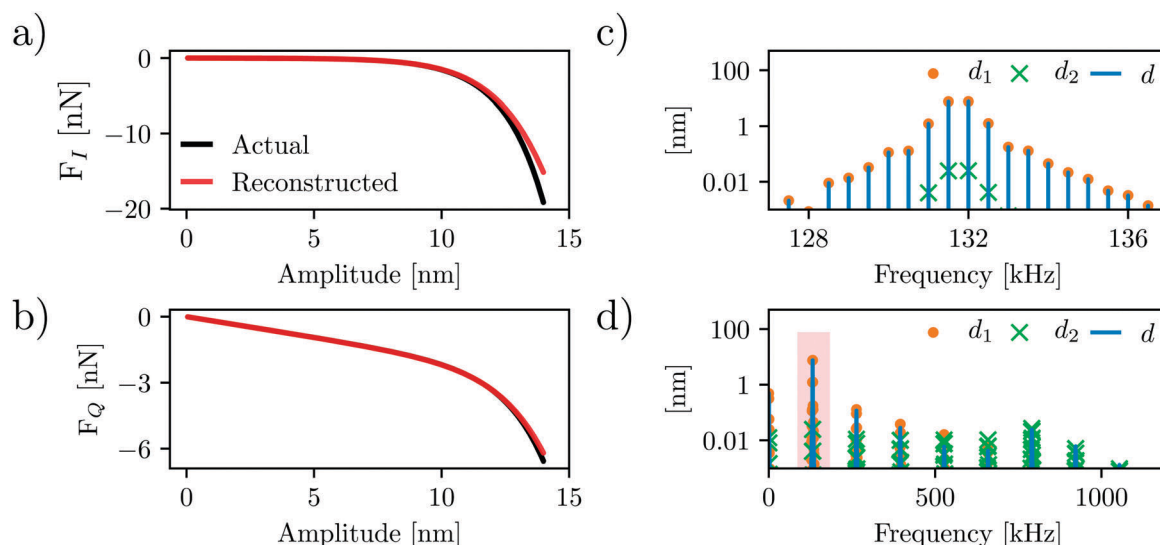 a)
F_I [nN]
0
−10
−20
Actual
Reconstructed
0 5 10 15
Amplitude [nm]
b)
F_Q [nN]
0
−3
−6
0 5 10 15
Amplitude [nm]
c)
[nm]
100
1
0.01
d_1 d_2 d
128 132 136
Frequency [kHz]
d)
[nm]
100
1
0.01
d_1 d_2 d
0 500 1000
Frequency [kHz]